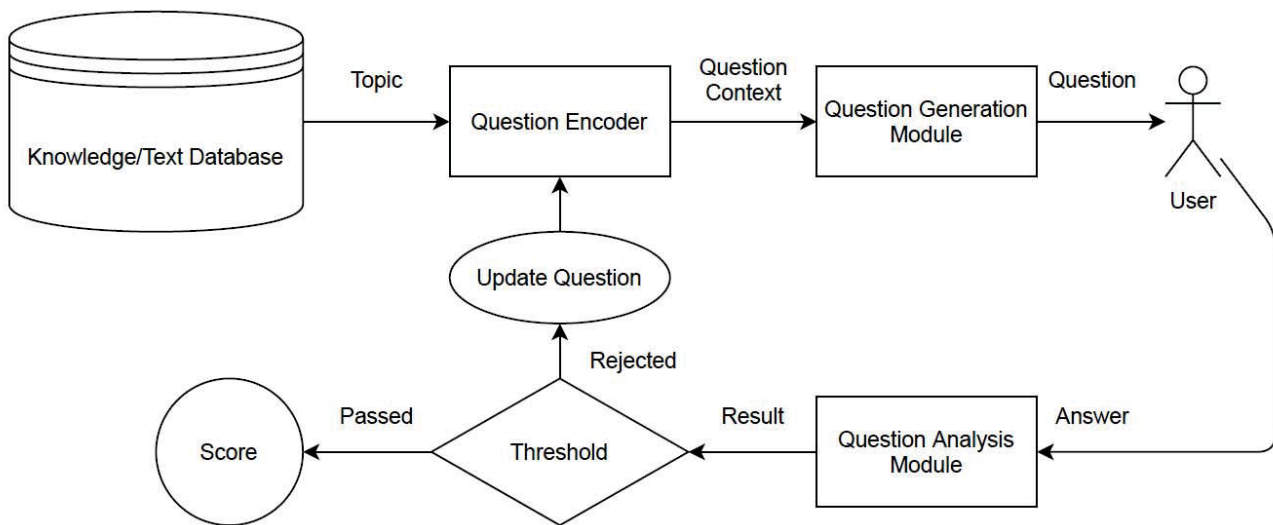 Topic
Question
Context
Question
Knowledge/Text Database
Question Encoder
Question Generation
Module
User
Update Question
Rejected
Passed
Result
Answer
Score
Threshold
Question Analysis
Module